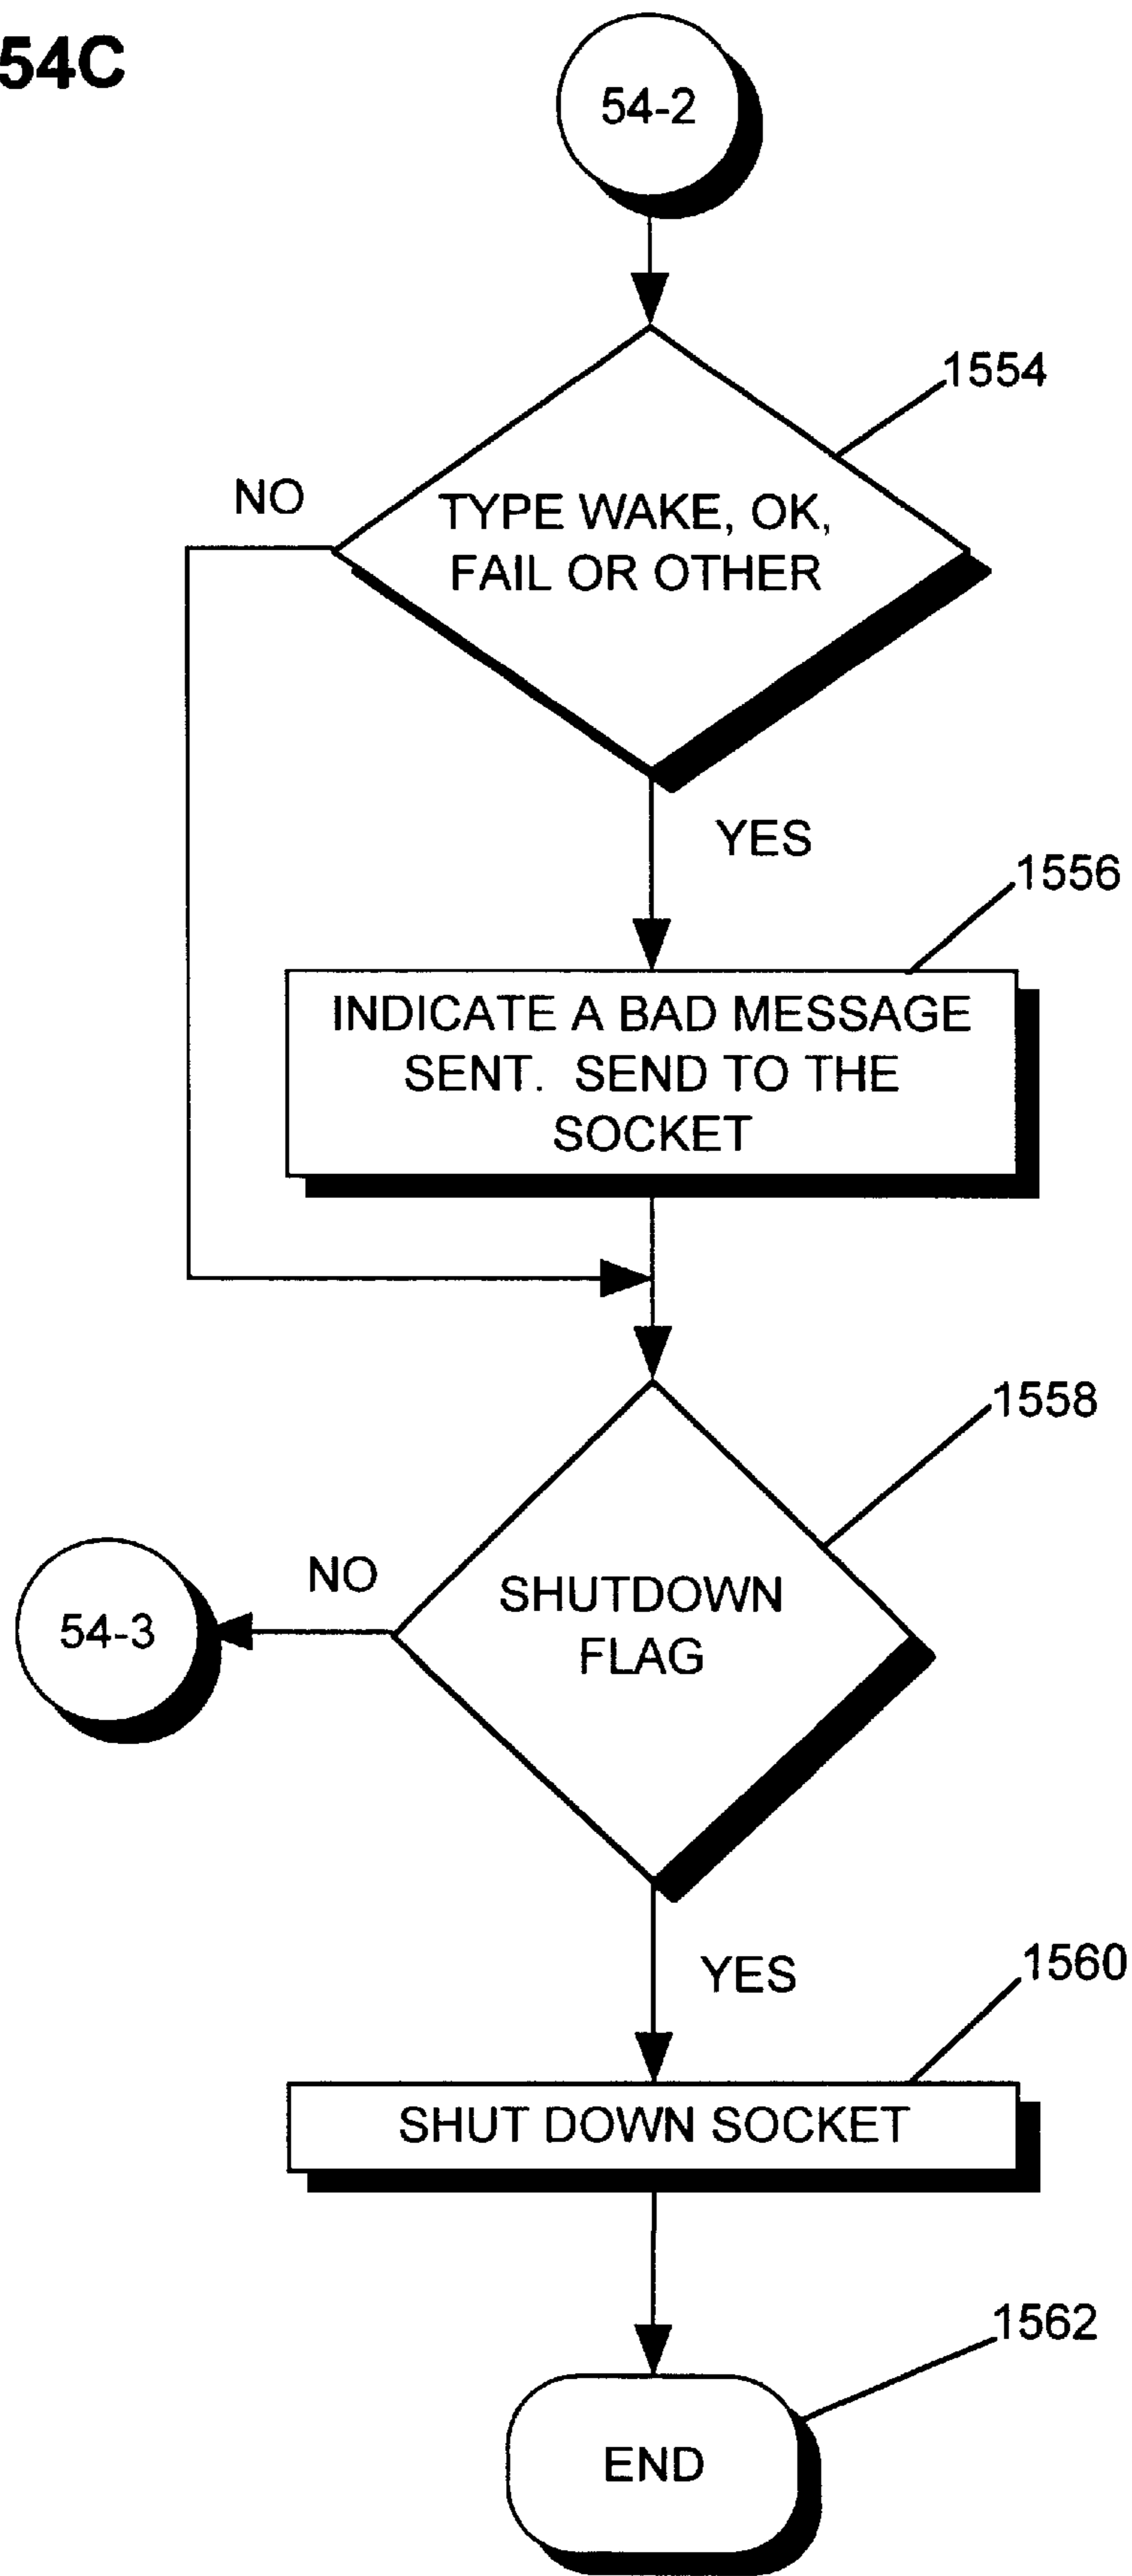 54C
54-2
1554
NO
TYPE WAKE, OK,
FAIL OR OTHER
YES
1556
INDICATE A BAD MESSAGE
SENT. SEND TO THE
SOCKET
1558
NO
SHUTDOWN
FLAG
54-3
YES
1560
SHUT DOWN SOCKET
1562
END